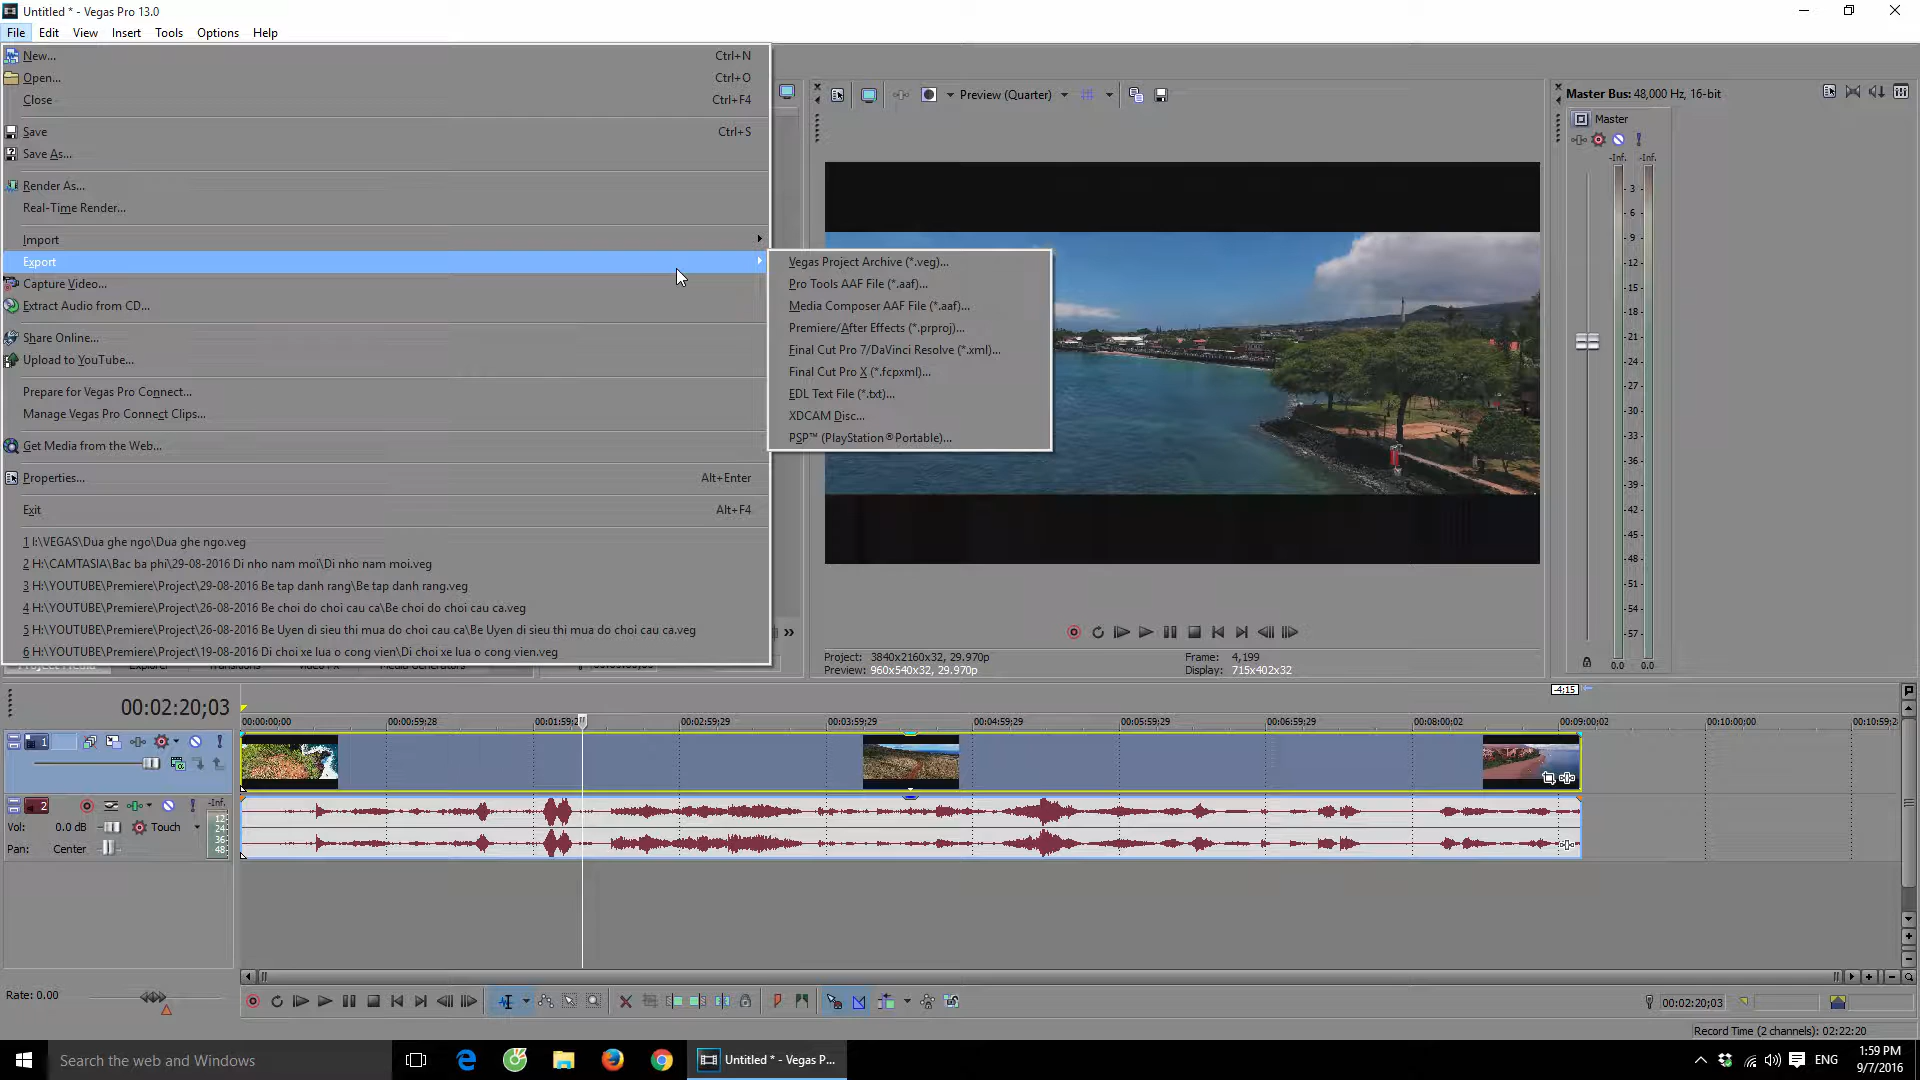 Untitled * - Vegas Pro 13.0
File Edit View Insert Tools Options Help
New... Ctrl+N
Open... Ctrl+O
Close Ctrl+F4
Save Ctrl+S
Save As...
Render As...
Real-Time Render...
Import
Export
Capture Video...
Extract Audio from CD...
Share Online...
Upload to YouTube...
Prepare for Vegas Pro Connect...
Manage Vegas Pro Connect Clips...
Get Media from the Web...
Properties... Alt+Enter
Exit Alt+F4
1 I:\VEGAS\Dua ghe ngo\Dua ghe ngo.veg
2 H:\CAMTASIA\Bac ba phi\29-08-2016 Di nho nam moi\Di nho nam moi.veg
3 H:\YOUTUBE\Premiere\Project\29-08-2016 Be tap danh rang\Be tap danh rang.veg
4 H:\YOUTUBE\Premiere\Project\26-08-2016 Be choi do choi cau ca\Be choi do choi cau ca.veg
5 H:\YOUTUBE\Premiere\Project\26-08-2016 Be Uyen di sieu thi mua do choi cau ca\Be Uyen di sieu thi mua do choi cau ca.veg
6 H:\YOUTUBE\Premiere\Project\19-08-2016 Di choi xe lua o cong vien\Di choi xe lua o cong vien.veg
Vegas Project Archive (*.veg)...
Pro Tools AAF File (*.aaf)...
Media Composer AAF File (*.aaf)...
Premiere/After Effects (*.prproj)...
Final Cut Pro 7/DaVinci Resolve (*.xml)...
Final Cut Pro X (*.fcpxml)...
EDL Text File (*.txt)...
XDCAM Disc...
PSP™ (PlayStation®Portable)...
Preview (Quarter)
Project: 3840x2160x32, 29.970p
Preview: 960x540x32, 29.970p
Frame: 4,199
Display: 715x402x32
Master Bus: 48,000 Hz, 16-bit
Master
-Inf. -Inf.
- 3 -
- 6 -
- 9 -
-12-
-15-
-18-
-21-
-24-
-27-
-30-
-33-
-36-
-39-
-42-
-45-
-48-
-51-
-54-
-57-
0.0 0.0
-4;15
00:02:20;03
00:00:00;00 00:00:59;28 00:01:59;2 00:02:59;29 00:03:59;29 00:04:59;29 00:05:59;29 00:06:59;29 00:08:00;02 00:09:00;02 00:10:00;00 00:10:59;2
1
2
-Inf.
12
24
36
48
Vol: 0.0 dB Touch
Pan: Center
Rate: 0.00
00:02:20;03
Record Time (2 channels): 02:22:20
Search the web and Windows
Untitled * - Vegas P...
ENG
1:59 PM
9/7/2016